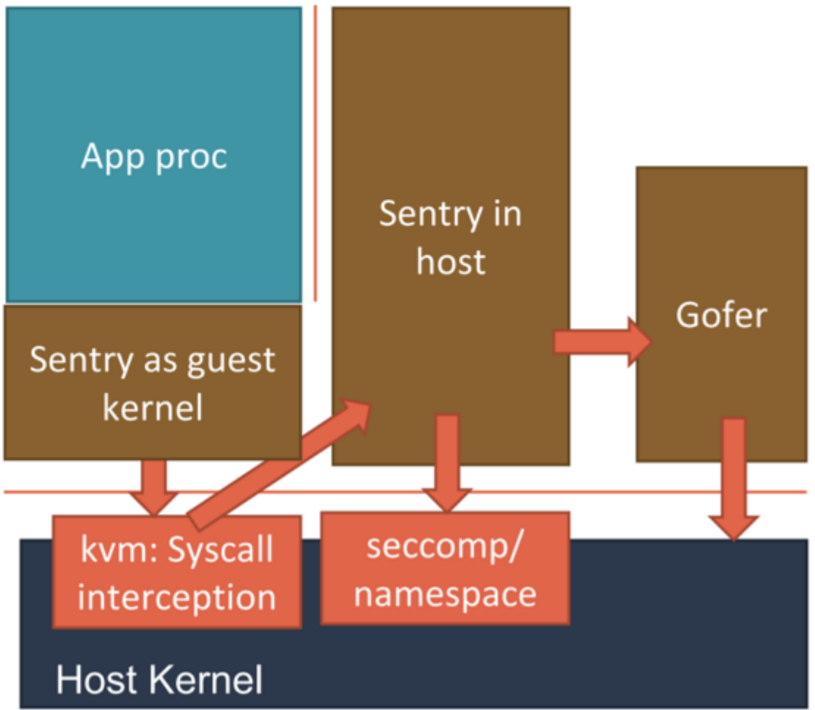 App proc
Sentry in
host
Gofer
Sentry as guest
kernel
kvm: Syscall
interception
seccomp/
namespace
Host Kernel